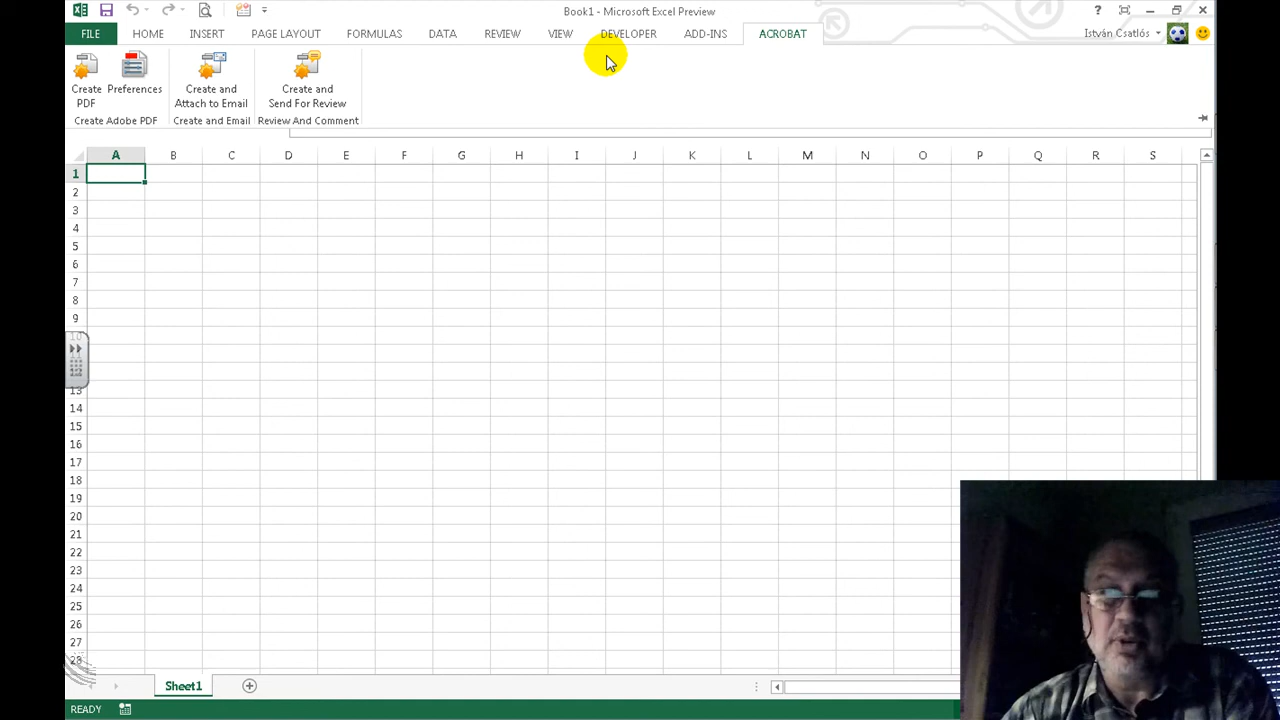 Book1 - Microsoft Excel Preview
?
FILE HOME INSERT PAGE LAYOUT FORMULAS DATA REVIEW VIEW DEVELOPER ADD-INS ACROBAT István Csatlós
Create PDF
Preferences
Create and Attach to Email
Create and Send For Review
Create Adobe PDF Create and Email Review And Comment
A B C D E F G H I J K L M N O P Q R S
1
2
3
4
5
6
7
8
9
10
13
14
15
16
17
18
19
20
21
22
23
24
25
26
27
28
Sheet1
READY